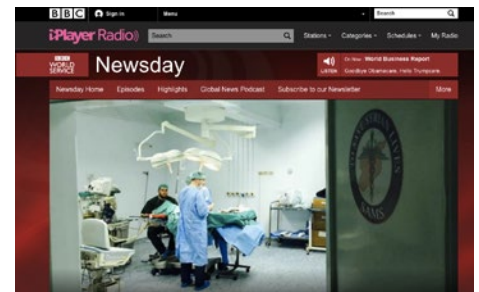 BBC Sign in Menu Search
iPlayer Radio Search Stations Categories Schedules My Radio
BBC
WORLD
SERVICE
Newsday
LISTEN
On Now: World Business Report
Goodbye Obamacare, Hello Trumpcare.
Newsday Home Episodes Highlights Global News Podcast Subscribe to our Newsletter More
LIVES
SAMS